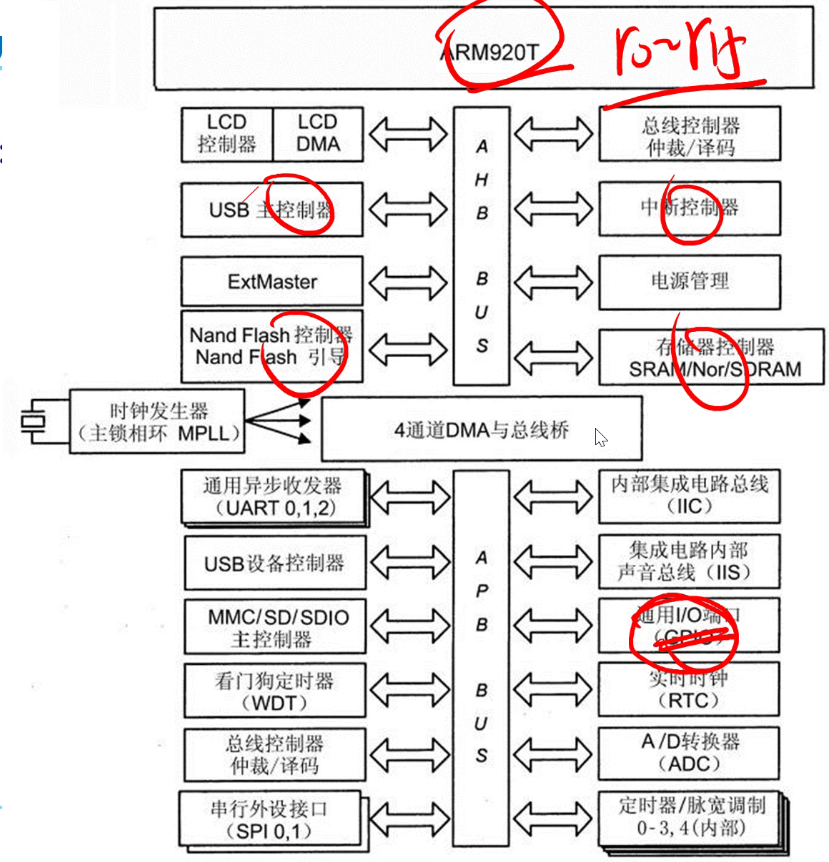 ARM920T
r0~r15
LCD
控制器
LCD
DMA
总线控制器
仲裁/译码
USB 主控制器
中断控制器
ExtMaster
电源管理
Nand Flash 控制器
Nand Flash 引导
存储器控制器
SRAM/Nor/SDRAM
AHB BUS
时钟发生器
（主锁相环 MPLL）
4通道DMA与总线桥
通用异步收发器
（UART 0,1,2）
内部集成电路总线
（IIC）
USB设备控制器
集成电路内部
声音总线（IIS）
MMC/SD/SDIO
主控制器
通用I/O端口
（GPIO）
看门狗定时器
（WDT）
实时时钟
（RTC）
总线控制器
仲裁/译码
A/D转换器
（ADC）
串行外设接口
（SPI 0,1）
定时器/脉宽调制
0-3,4(内部)
APB BUS